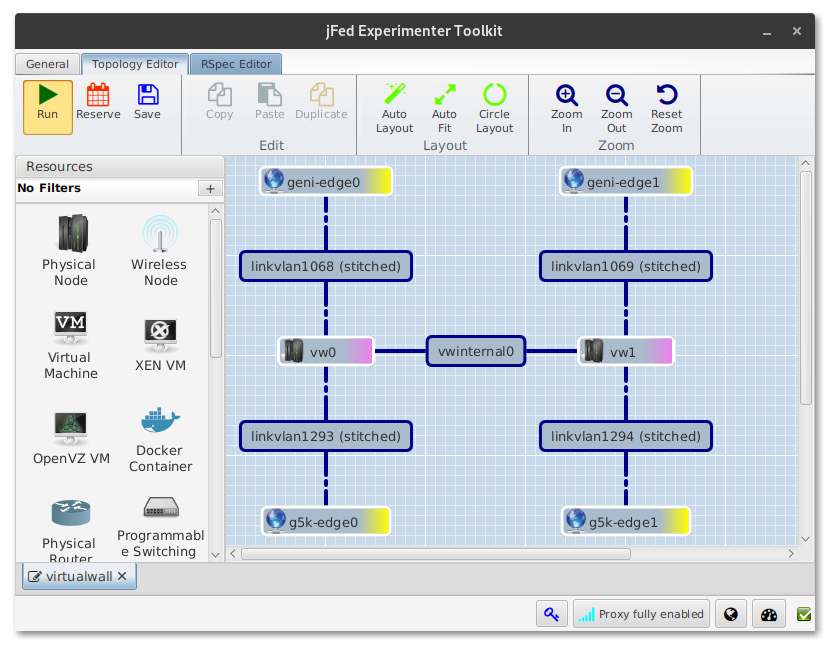 jFed Experimenter Toolkit
General
Topology Editor
RSpec Editor
Run
Reserve
Save
Copy
Paste
Duplicate
Edit
Auto
Layout
Auto
Fit
Circle
Layout
Layout
Zoom
In
Zoom
Out
Reset
Zoom
Zoom
Resources
No Filters
+
Physical
Node
Wireless
Node
VM
Virtual
Machine
XEN VM
OpenVZ VM
Docker
Container
Physical
Router
Programmabl
e Switching
geni-edge0
geni-edge1
linkvlan1068 (stitched)
linkvlan1069 (stitched)
vw0
vwinternal0
vw1
linkvlan1293 (stitched)
linkvlan1294 (stitched)
g5k-edge0
g5k-edge1
virtualwall
Proxy fully enabled